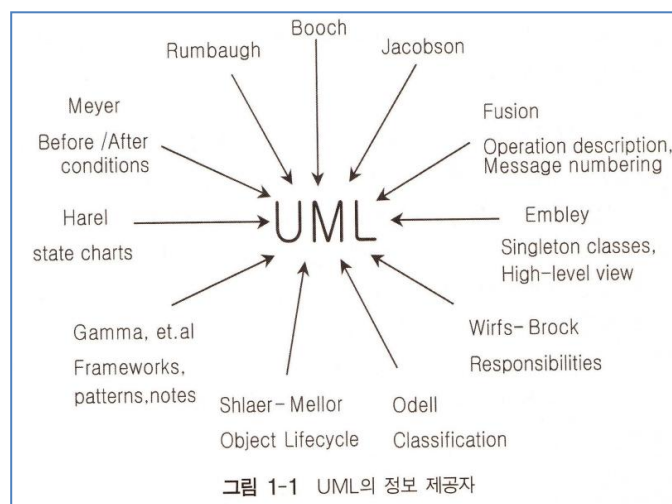 Booch
Rumbaugh
Jacobson
Meyer
Before /After
conditions
Fusion
Operation description,
Message numbering
Harel
state charts
UML
Embley
Singleton classes,
High-level view
Gamma, et.al
Frameworks,
patterns,notes
Wirfs-Brock
Responsibilities
Shlaer-Mellor
Object Lifecycle
Odell
Classification
그림 1-1 UML의 정보 제공자